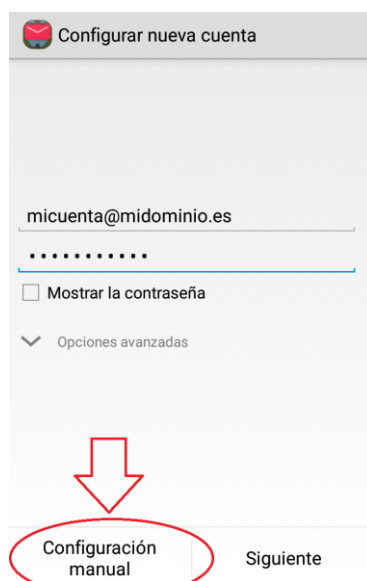 Configurar nueva cuenta
micuenta@midominio.es
•••••••••••
Mostrar la contraseña
Opciones avanzadas
Configuración
manual
Siguiente